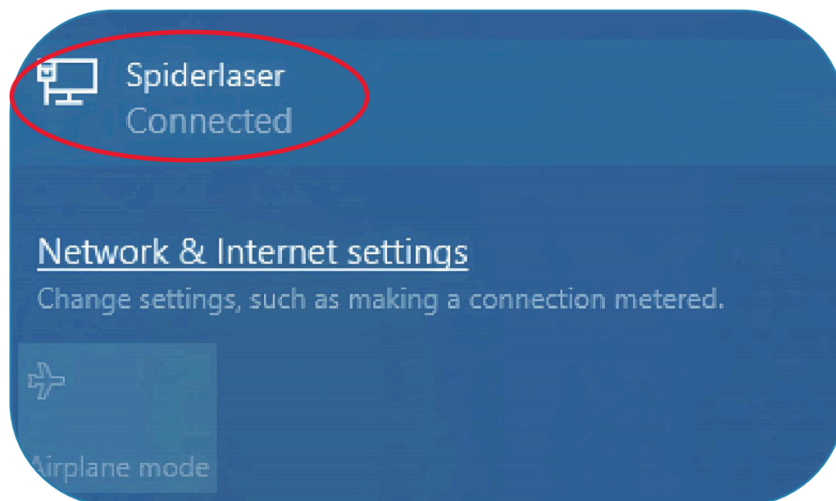 Spiderlaser
Connected
Network & Internet settings
Change settings, such as making a connection metered.
Airplane mode